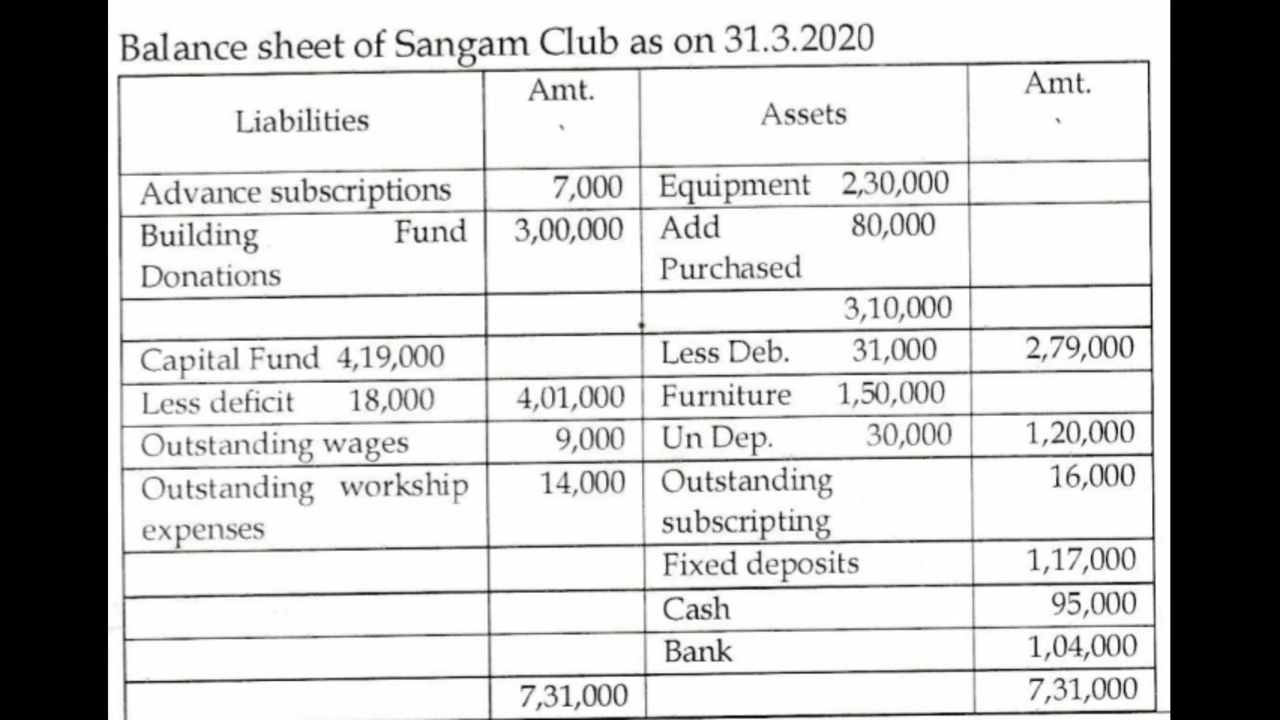 Balance sheet of Sangam Club as on 31.3.2020
Liabilities Amt. Assets Amt.
Advance subscriptions 7,000 Equipment 2,30,000
Building Fund 3,00,000 Add 80,000
Donations Purchased
3,10,000
Capital Fund 4,19,000 Less Deb. 31,000 2,79,000
Less deficit 18,000 4,01,000 Furniture 1,50,000
Outstanding wages 9,000 Un Dep. 30,000 1,20,000
Outstanding workship 14,000 Outstanding 16,000
expenses subscripting
Fixed deposits 1,17,000
Cash 95,000
Bank 1,04,000
7,31,000 7,31,000